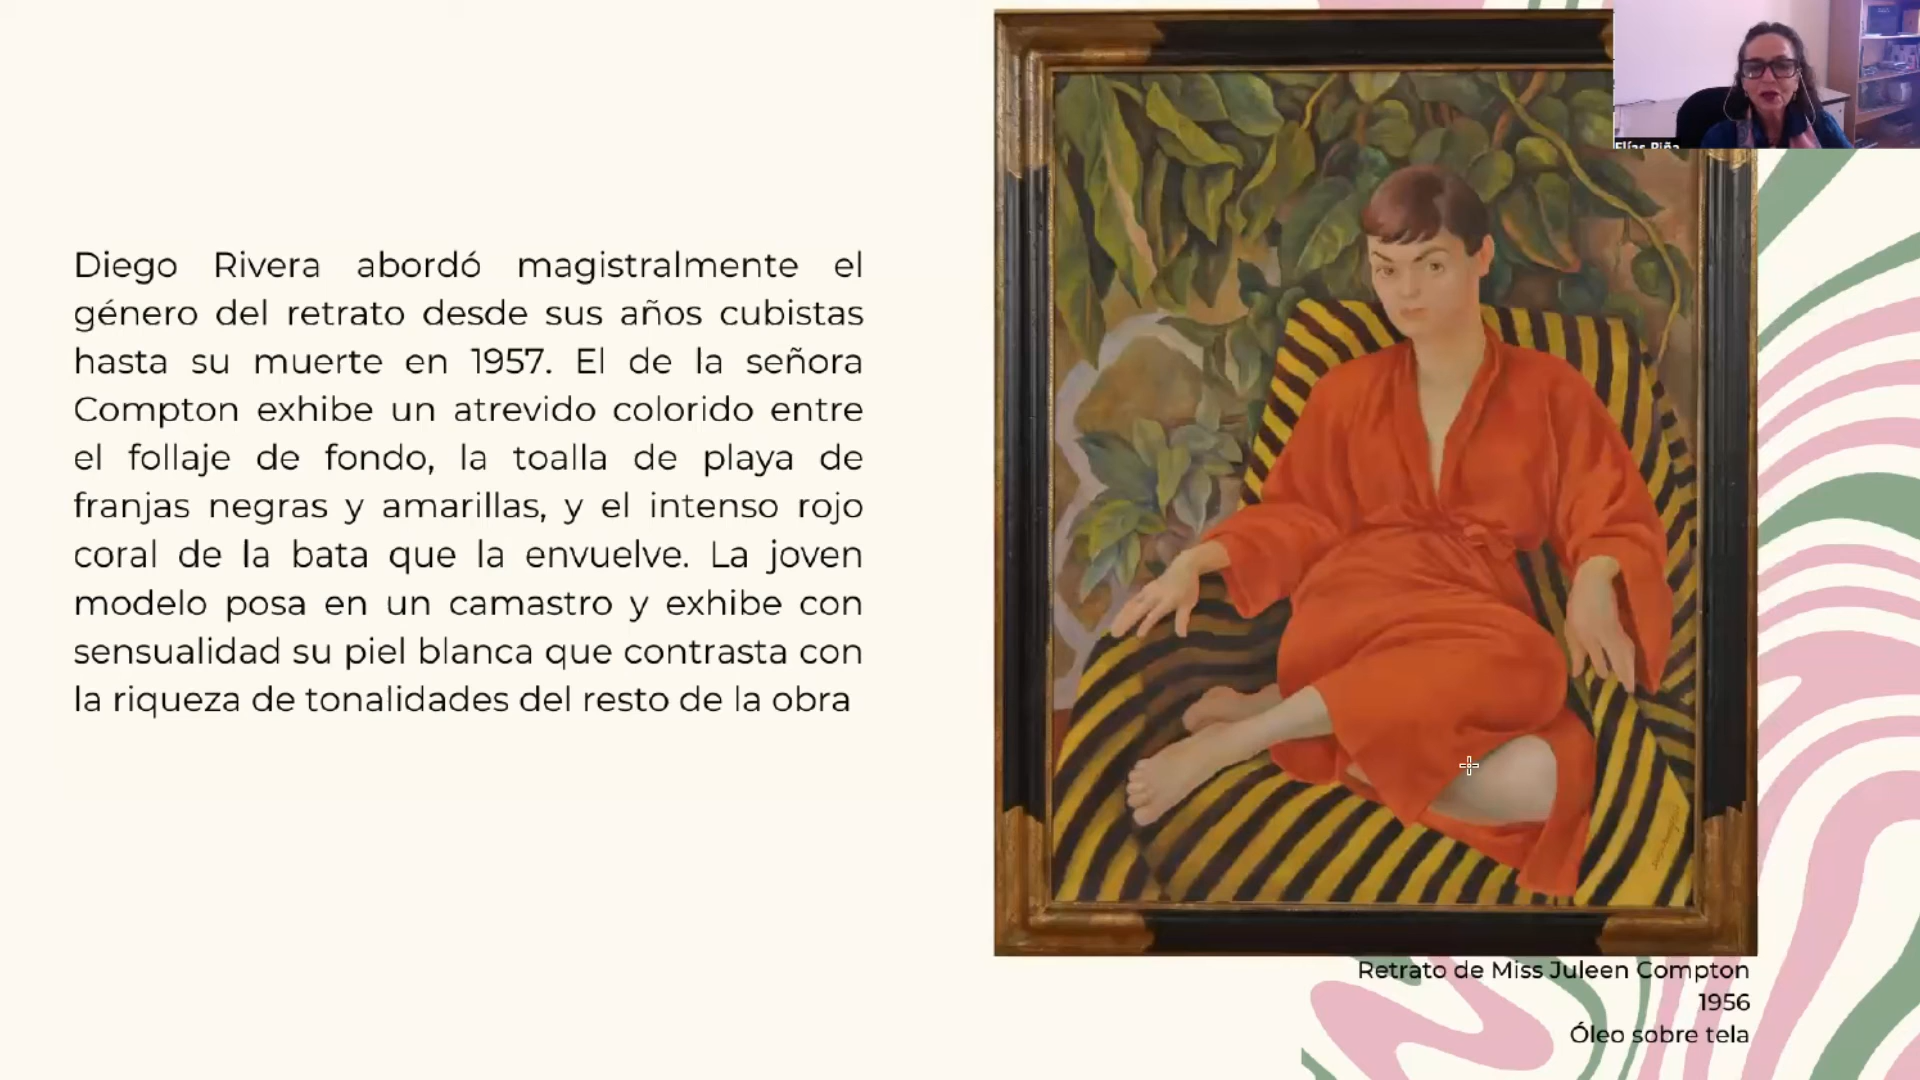 Diego Rivera abordó magistralmente el
género del retrato desde sus años cubistas
hasta su muerte en 1957. El de la señora
Compton exhibe un atrevido colorido entre
el follaje de fondo, la toalla de playa de
franjas negras y amarillas, y el intenso rojo
coral de la bata que la envuelve. La joven
modelo posa en un camastro y exhibe con
sensualidad su piel blanca que contrasta con
la riqueza de tonalidades del resto de la obra
Elías Piña
Retrato de Miss Juleen Compton
1956
Óleo sobre tela